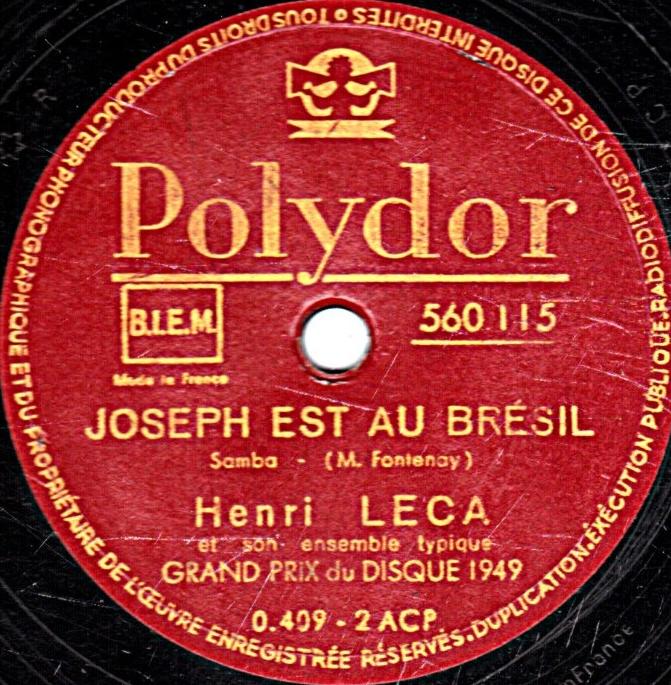 TOUS DROITS DU PRODUCTEUR PHONOGRAPHIQUE ET DU PROPRIÉTAIRE DE L'ŒUVRE ENREGISTRÉE RÉSERVÉS. DUPLICATION. ÉXÉCUTION PUBLIQUE. RADIODIFFUSION DE CE DISQUE INTERDITES
Polydor
B.I.E.M.
560 115
Made in France
JOSEPH EST AU BRÉSIL
Samba - (M. Fontenay)
Henri LECA
et son ensemble typique
GRAND PRIX du DISQUE 1949
0.409 - 2 ACP.